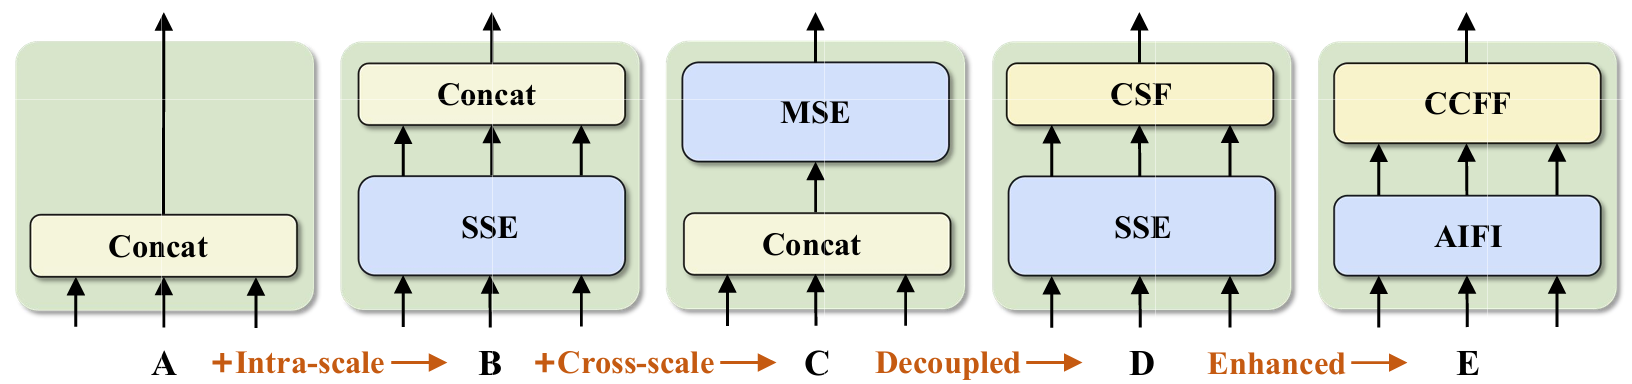 Concat
Concat
SSE
MSE
Concat
CSF
SSE
CCFF
AIFI
A +Intra-scale B +Cross-scale C Decoupled D Enhanced E